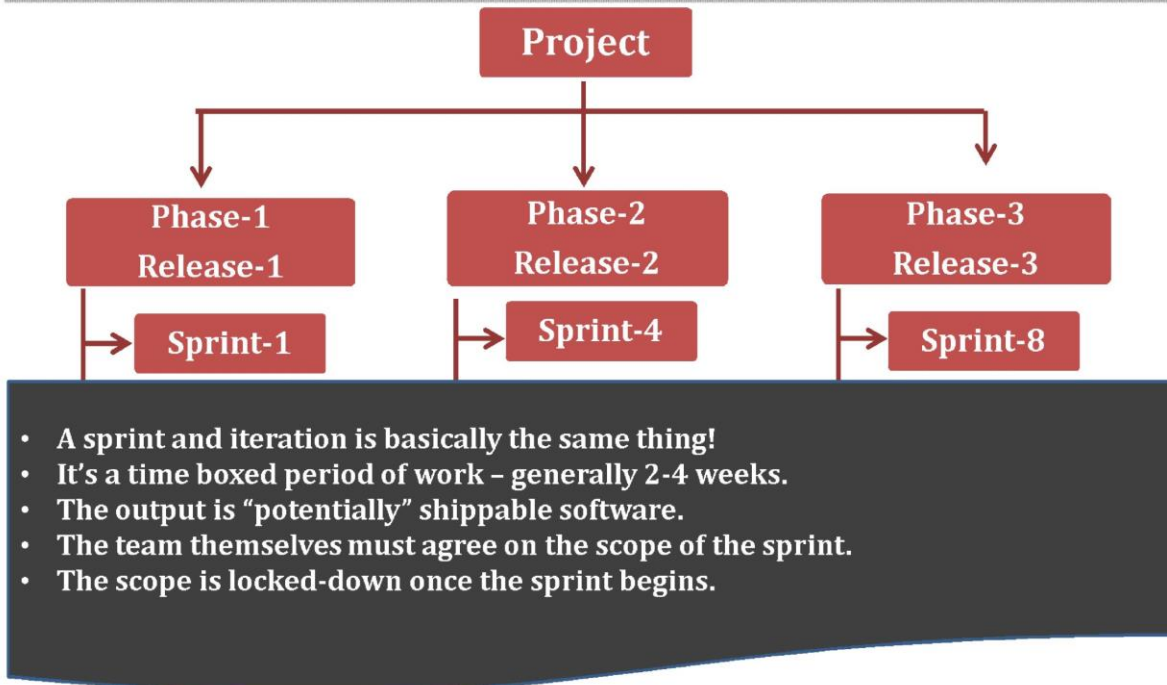 Project
Phase-1
Release-1
Phase-2
Release-2
Phase-3
Release-3
Sprint-1
Sprint-4
Sprint-8
• A sprint and iteration is basically the same thing!
• It's a time boxed period of work – generally 2-4 weeks.
• The output is “potentially” shippable software.
• The team themselves must agree on the scope of the sprint.
• The scope is locked-down once the sprint begins.